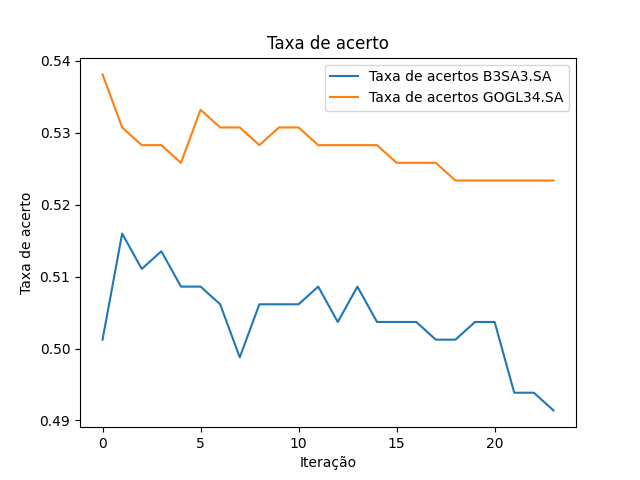 Taxa de acerto
Taxa de acertos B3SA3.SA
Taxa de acertos GOGL34.SA
Taxa de acerto
0.54
0.53
0.52
0.51
0.50
0.49
0 5 10 15 20
Iteração